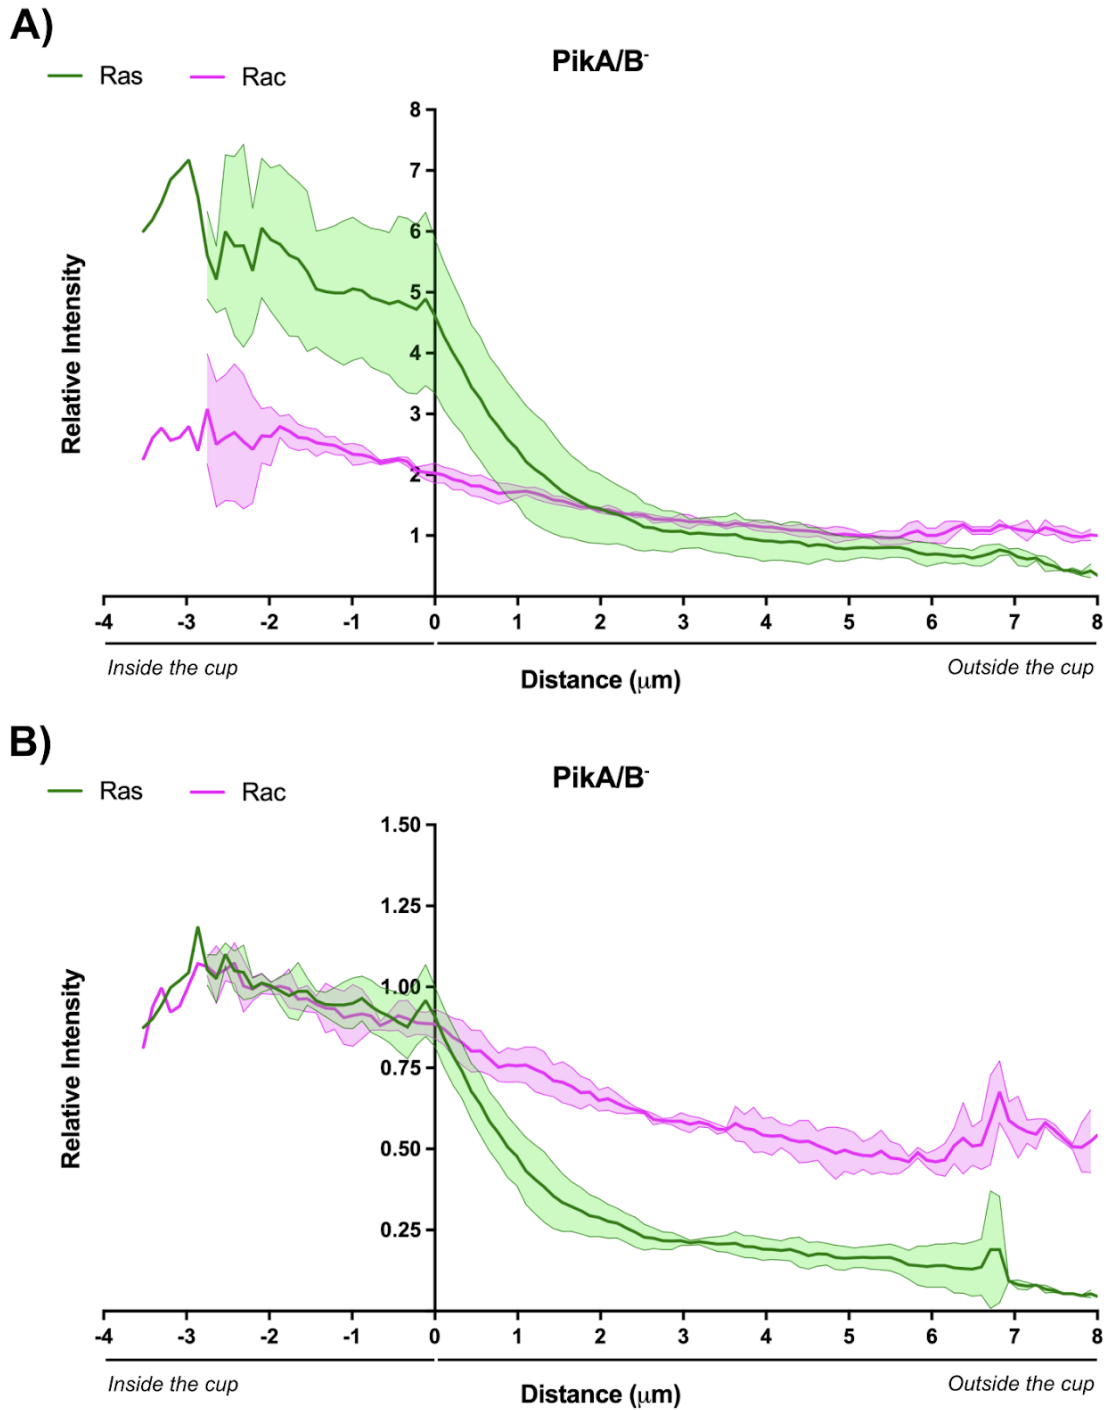 A)
PikA/B-
Ras Rac
8
7
6
5
4
3
2
1
Relative Intensity
-4 -3 -2 -1 0 1 2 3 4 5 6 7 8
Inside the cup Outside the cup
Distance (μm)
B)
PikA/B-
Ras Rac
1.50
1.25
1.00
0.75
0.50
0.25
Relative Intensity
-4 -3 -2 -1 0 1 2 3 4 5 6 7 8
Inside the cup Outside the cup
Distance (μm)